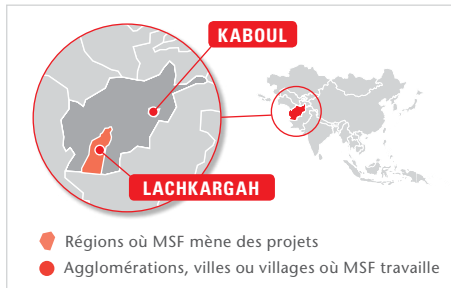 KABOUL
LACHKARGAH
Régions où MSF mène des projets
Agglomérations, villes ou villages où MSF travaille